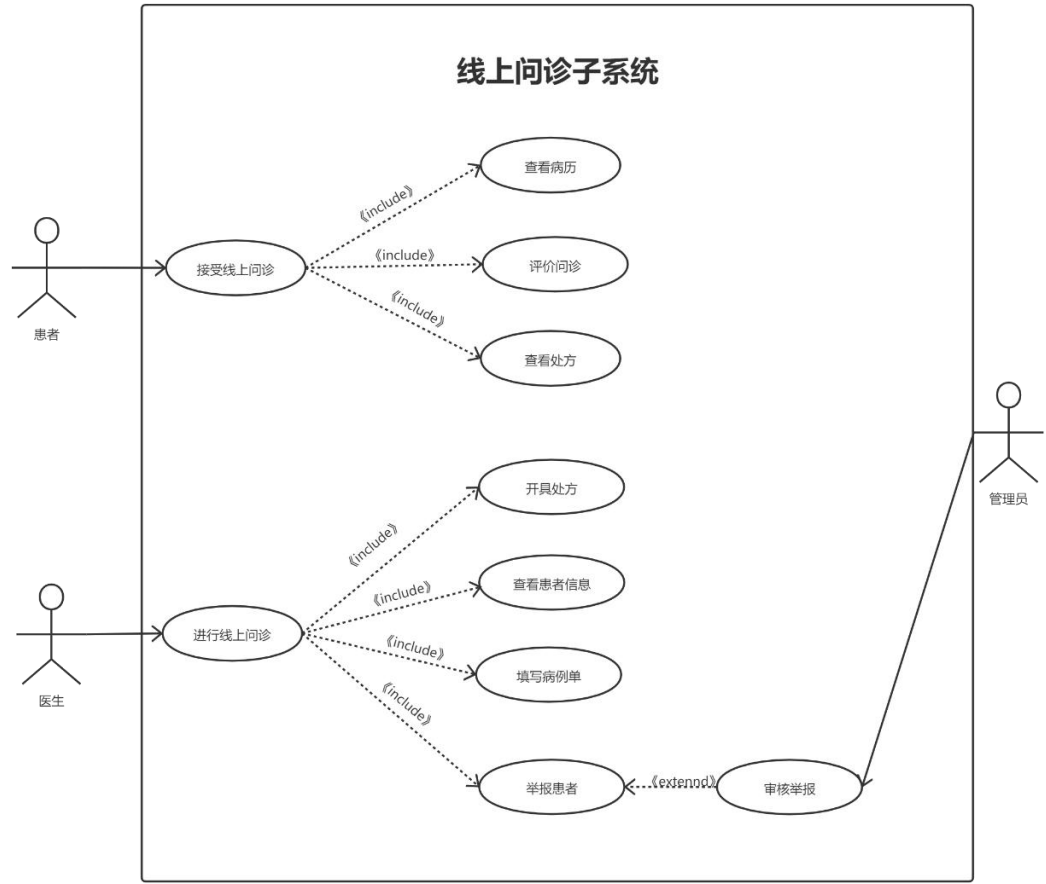 线上问诊子系统
查看病历
《include》
患者
接受线上问诊
《include》
评价问诊
《include》
查看处方
管理员
开具处方
《include》
查看患者信息
《include》
医生
进行线上问诊
《include》
填写病例单
《include》
举报患者
《extennd》
审核举报